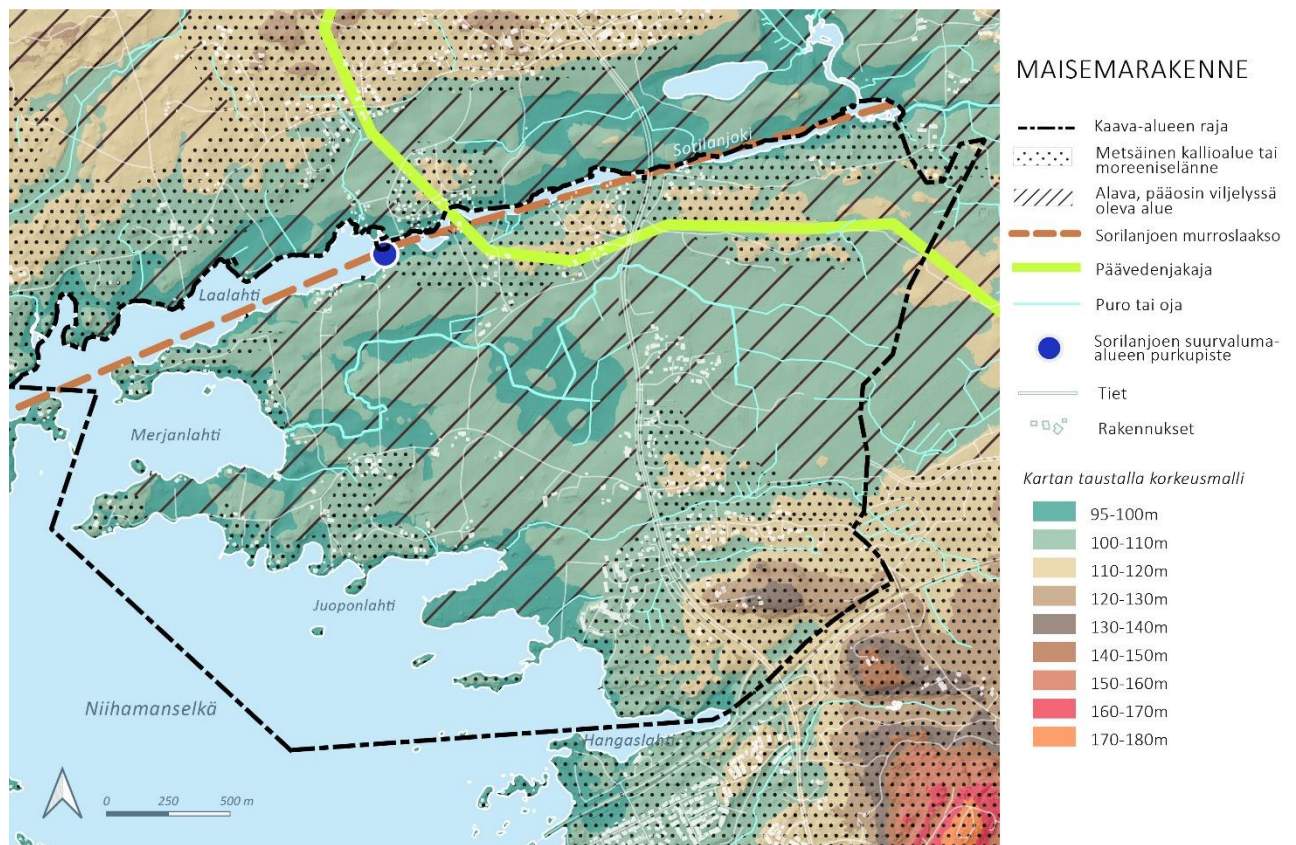 MAISEMARAKENNE
Kaava-alueen raja
Metsäinen kallioalue tai
moreeniselänne
Alava, pääosin viljelyssä
oleva alue
Sorilanjoen murroslaakso
Päävedenjakaja
Puro tai oja
Sorilanjoen suurvaluma-
alueen purkupiste
Tiet
Rakennukset
Kartan taustalla korkeusmalli
95-100m
100-110m
110-120m
120-130m
130-140m
140-150m
150-160m
160-170m
170-180m
Sorilanjoki
Laalahti
Merjanlahti
Juoponlahti
Niihamanselkä
Hangaslahti
0 250 500 m